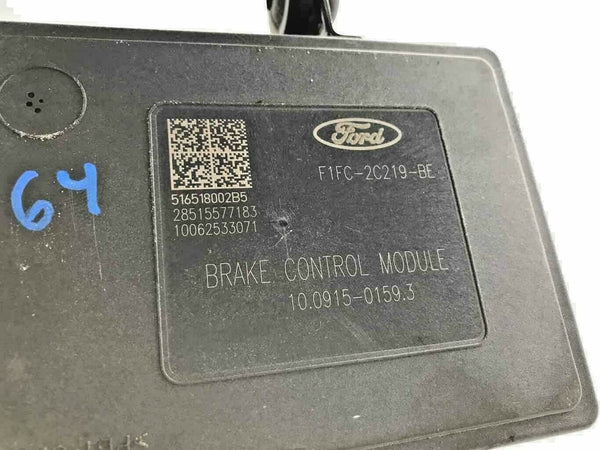 Ford
F1FC-2C219-BE
516518002B5
28515577183
10062533071
BRAKE CONTROL MODULE
10.0915-0159.3
64